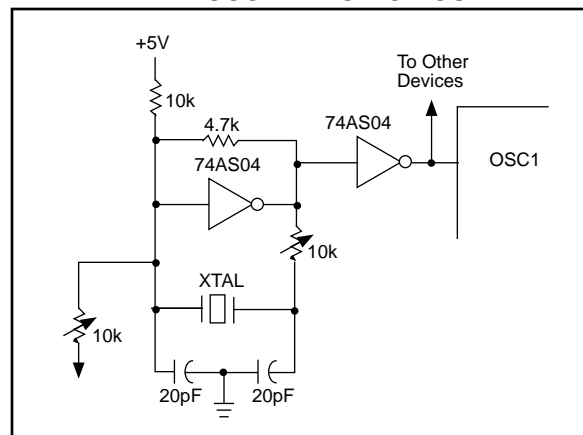 +5V
To Other
Devices
10k
4.7k
74AS04
74AS04
OSC1
10k
XTAL
10k
20pF
20pF